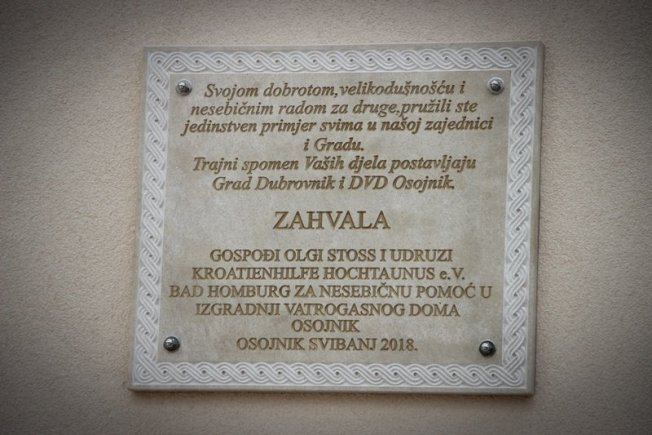 Svojom dobrotom,velikodušnošću i
nesebičnim radom za druge,pružili ste
jedinstven primjer svima u našoj zajednici
i Gradu.
Trajni spomen Vaših djela postavljaju
Grad Dubrovnik i DVD Osojnik.
ZAHVALA
GOSPOĐI OLGI STOSS I UDRUZI
KROATIENHILFE HOCHTAUNUS e.V.
BAD HOMBURG ZA NESEBIČNU POMOĆ U
IZGRADNJI VATROGASNOG DOMA
OSOJNIK
OSOJNIK SVIBANJ 2018.